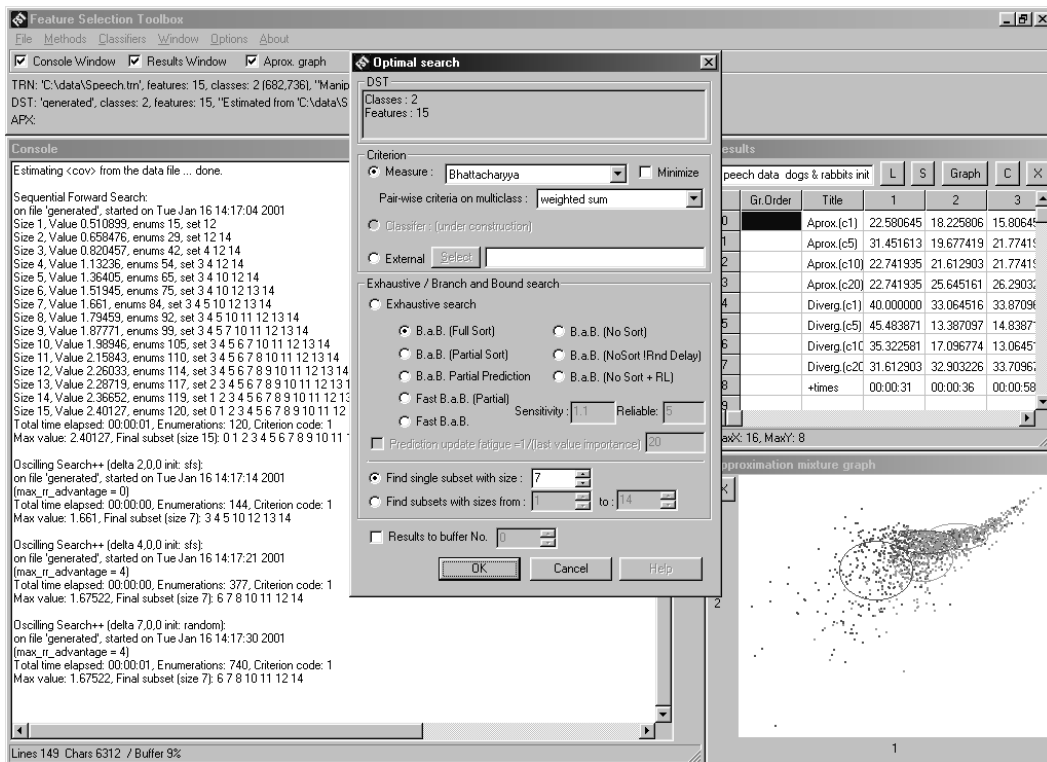 Feature Selection Toolbox
File Methods Classifiers Window Options About
Console Window Results Window Aprox. graph
TRN: 'C:\data\Speech.trn', features: 15, classes: 2 [682,736], "Manip
DST: 'generated', classes: 2, features: 15, "Estimated from 'C:\data\S
APX:
Console
Estimating <cov> from the data file ... done.
Sequential Forward Search:
on file 'generated', started on Tue Jan 16 14:17:04 2001
Size 1, Value 0.510899, enums 15, set 12
Size 2, Value 0.658476, enums 29, set 12 14
Size 3, Value 0.820457, enums 42, set 4 12 14
Size 4, Value 1.13236, enums 54, set 3 4 12 14
Size 5, Value 1.36405, enums 65, set 3 4 10 12 14
Size 6, Value 1.51945, enums 75, set 3 4 10 12 13 14
Size 7, Value 1.661, enums 84, set 3 4 5 10 12 13 14
Size 8, Value 1.79459, enums 92, set 3 4 5 10 11 12 13 14
Size 9, Value 1.87771, enums 99, set 3 4 5 7 10 11 12 13 14
Size 10, Value 1.98946, enums 105, set 3 4 5 6 7 10 11 12 13 14
Size 11, Value 2.15843, enums 110, set 3 4 5 6 7 8 10 11 12 13 14
Size 12, Value 2.26033, enums 114, set 3 4 5 6 7 8 9 10 11 12 13 14
Size 13, Value 2.28719, enums 117, set 2 3 4 5 6 7 8 9 10 11 12 13 1
Size 14, Value 2.36652, enums 119, set 1 2 3 4 5 6 7 8 9 10 11 12 13
Size 15, Value 2.40127, enums 120, set 0 1 2 3 4 5 6 7 8 9 10 11 12
Total time elapsed: 00:00:01, Enumerations: 120, Criterion code: 1
Max value: 2.40127, Final subset (size 15): 0 1 2 3 4 5 6 7 8 9 10 11 1
Oscilling Search++ (delta 2,0,0 init: sfs):
on file 'generated', started on Tue Jan 16 14:17:14 2001
(max_rr_advantage = 0)
Total time elapsed: 00:00:00, Enumerations: 144, Criterion code: 1
Max value: 1.661, Final subset (size 7): 3 4 5 10 12 13 14
Oscilling Search++ (delta 4,0,0 init: sfs):
on file 'generated', started on Tue Jan 16 14:17:21 2001
(max_rr_advantage = 4)
Total time elapsed: 00:00:00, Enumerations: 377, Criterion code: 1
Max value: 1.67522, Final subset (size 7): 6 7 8 10 11 12 14
Oscilling Search++ (delta 7,0,0 init: random):
on file 'generated', started on Tue Jan 16 14:17:30 2001
(max_rr_advantage = 4)
Total time elapsed: 00:00:01, Enumerations: 740, Criterion code: 1
Max value: 1.67522, Final subset (size 7): 6 7 8 10 11 12 14
Lines 149 Chars 6312 / Buffer 9%
Optimal search
DST
Classes : 2
Features : 15
Criterion
Measure : Bhattacharyya Minimize
Pair-wise criteria on multiclass : weighted sum
Classifer : (under construction)
External Select
Exhaustive / Branch and Bound search
Exhaustive search
B.a.B. (Full Sort) B.a.B. (No Sort)
B.a.B. (Partial Sort) B.a.B. (NoSort !Rnd Delay)
B.a.B. Partial Prediction B.a.B. (No Sort + RL)
Fast B.a.B. (Partial)
Fast B.a.B. Sensitivity : 1.1 Reliable: 5
Prediction update fatigue =1/(last value importance) 20
Find single subset with size : 7
Find subsets with sizes from : 1 to : 14
Results to buffer No. 0
OK Cancel Help
esults
peech data dogs & rabbits init L S Graph C X
Gr.Order Title 1 2 3
0 Aprox.(c1) 22.580645 18.225806 15.80645
1 Aprox.(c5) 31.451613 19.677419 21.77419
2 Aprox.(c10) 22.741935 21.612903 21.77419
3 Aprox.(c20) 22.741935 25.645161 26.29032
4 Diverg.(c1) 40.000000 33.064516 33.87096
5 Diverg.(c5) 45.483871 13.387097 14.83871
6 Diverg.(c10 35.322581 17.096774 13.06451
7 Diverg.(c20 31.612903 32.903226 33.70967
8 +times 00:00:31 00:00:36 00:00:58
9
axX: 16, MaxY: 8
pproximation mixture graph
X
2
1